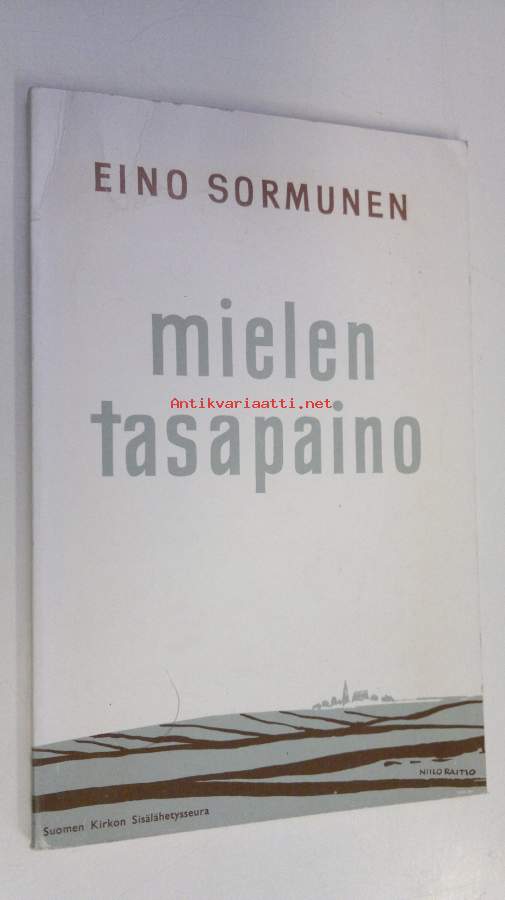 EINO SORMUNEN
mielen
Antikvariaatti.net
tasapaino
NIILO RAITIO
Suomen Kirkon Sisälähetysseura